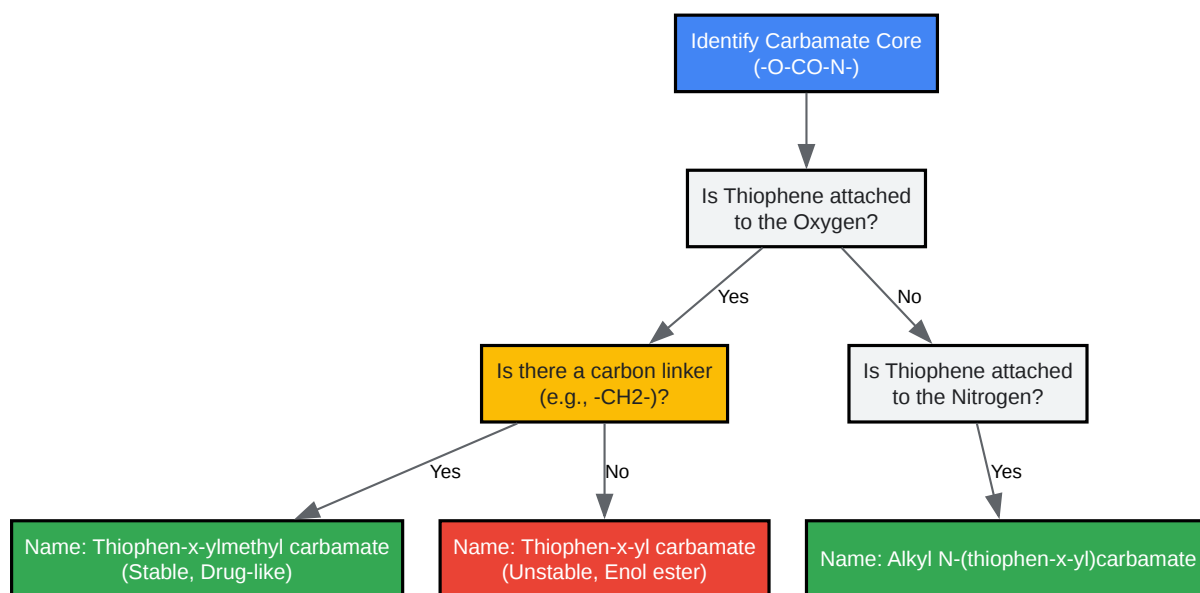 Identify Carbamate Core
(-O-CO-N-)
Is Thiophene attached
to the Oxygen?
Yes
No
Is there a carbon linker
(e.g., -CH2-)?
Is Thiophene attached
to the Nitrogen?
Yes
No
Yes
Name: Thiophen-x-ylmethyl carbamate
(Stable, Drug-like)
Name: Thiophen-x-yl carbamate
(Unstable, Enol ester)
Name: Alkyl N-(thiophen-x-yl)carbamate